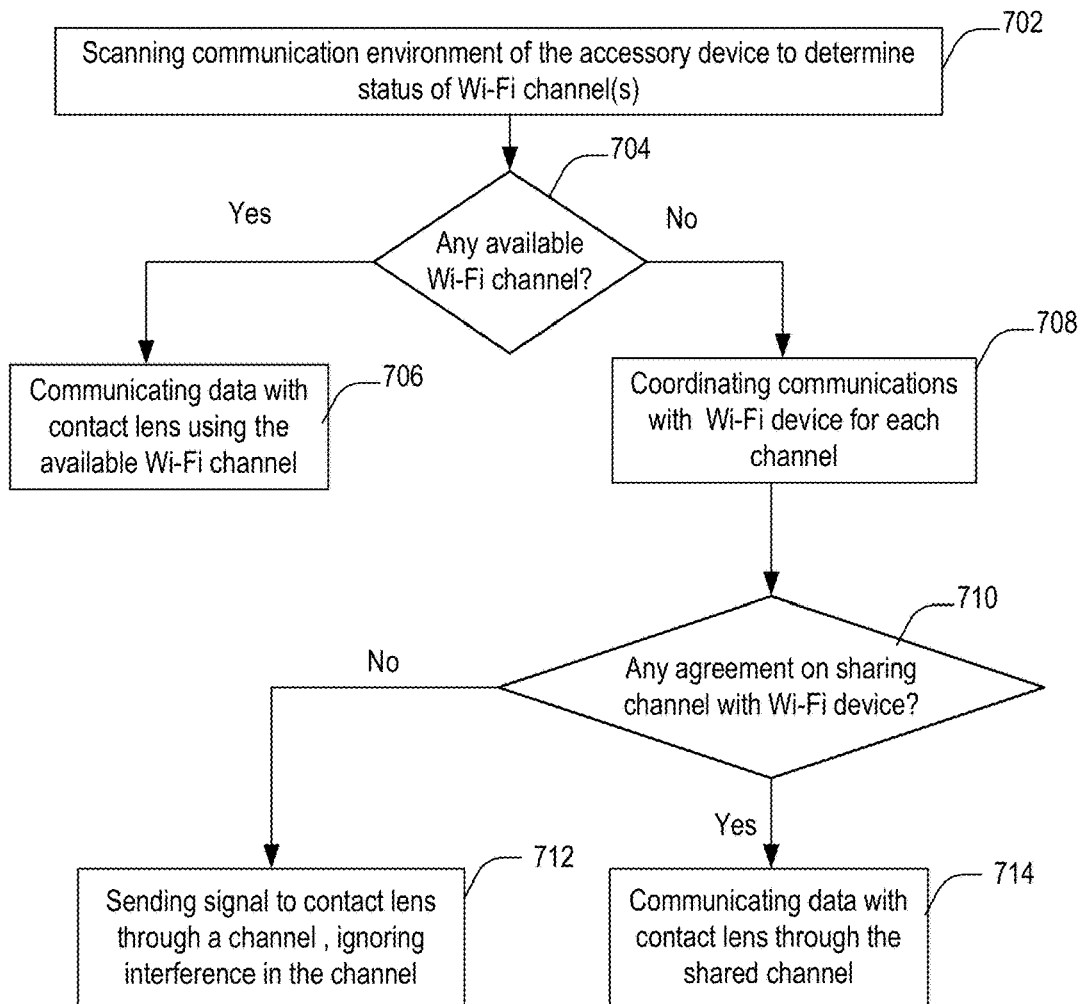 702
Scanning communication environment of the accessory device to determine
status of Wi-Fi channel(s)
704
Yes
No
Any available
Wi-Fi channel?
706
708
Communicating data with
contact lens using the
available Wi-Fi channel
Coordinating communications
with Wi-Fi device for each
channel
710
No
Any agreement on sharing
channel with Wi-Fi device?
Yes
712
714
Sending signal to contact lens
through a channel , ignoring
interference in the channel
Communicating data with
contact lens through the
shared channel